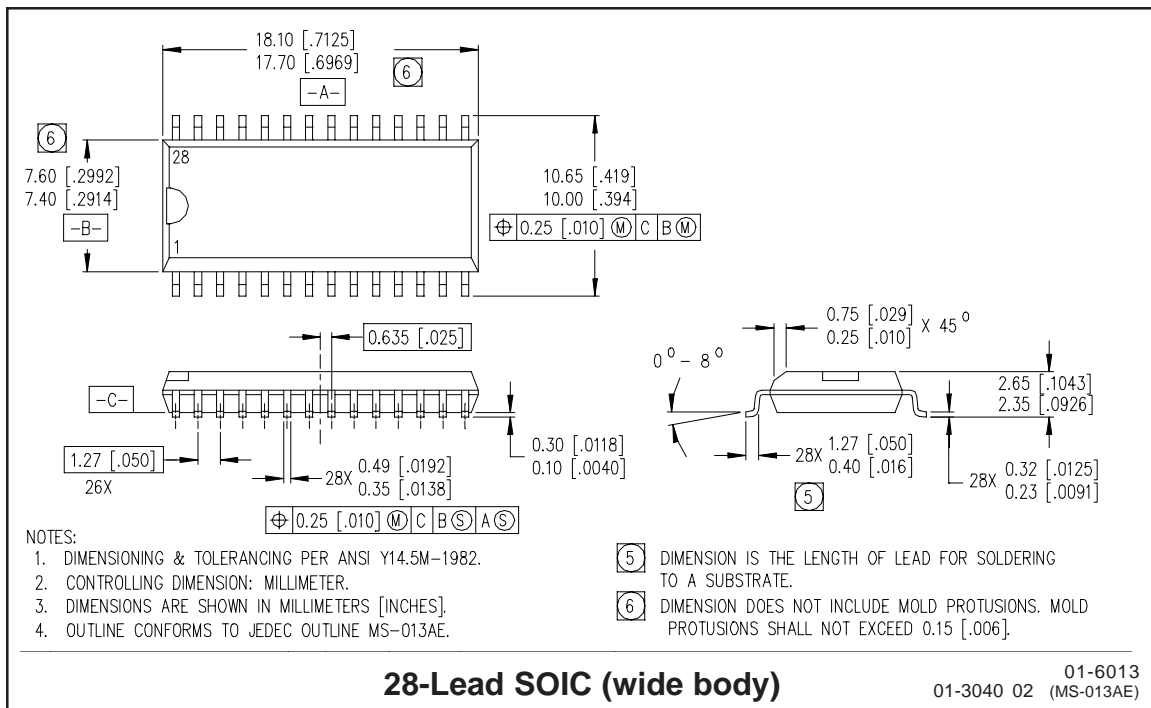 18.10 [.7125]
17.70 [.6969]
6
-A-
6
28
7.60 [.2992]
7.40 [.2914]
-B-
1
10.65 [.419]
10.00 [.394]
⌖ 0.25 [.010] Ⓜ C B Ⓜ
0.635 [.025]
-C-
1.27 [.050]
26X
28X 0.49 [.0192]
0.35 [.0138]
⌖ 0.25 [.010] Ⓜ C B Ⓢ A Ⓢ
0.30 [.0118]
0.10 [.0040]
0.75 [.029]
0.25 [.010] X 45°
0° - 8°
2.65 [.1043]
2.35 [.0926]
28X 1.27 [.050]
0.40 [.016]
5
28X 0.32 [.0125]
0.23 [.0091]
NOTES:
1. DIMENSIONING & TOLERANCING PER ANSI Y14.5M-1982.
2. CONTROLLING DIMENSION: MILLIMETER.
3. DIMENSIONS ARE SHOWN IN MILLIMETERS [INCHES].
4. OUTLINE CONFORMS TO JEDEC OUTLINE MS-013AE.
5 DIMENSION IS THE LENGTH OF LEAD FOR SOLDERING
TO A SUBSTRATE.
6 DIMENSION DOES NOT INCLUDE MOLD PROTUSIONS. MOLD
PROTUSIONS SHALL NOT EXCEED 0.15 [.006].
28-Lead SOIC (wide body)
01-6013
01-3040 02 (MS-013AE)